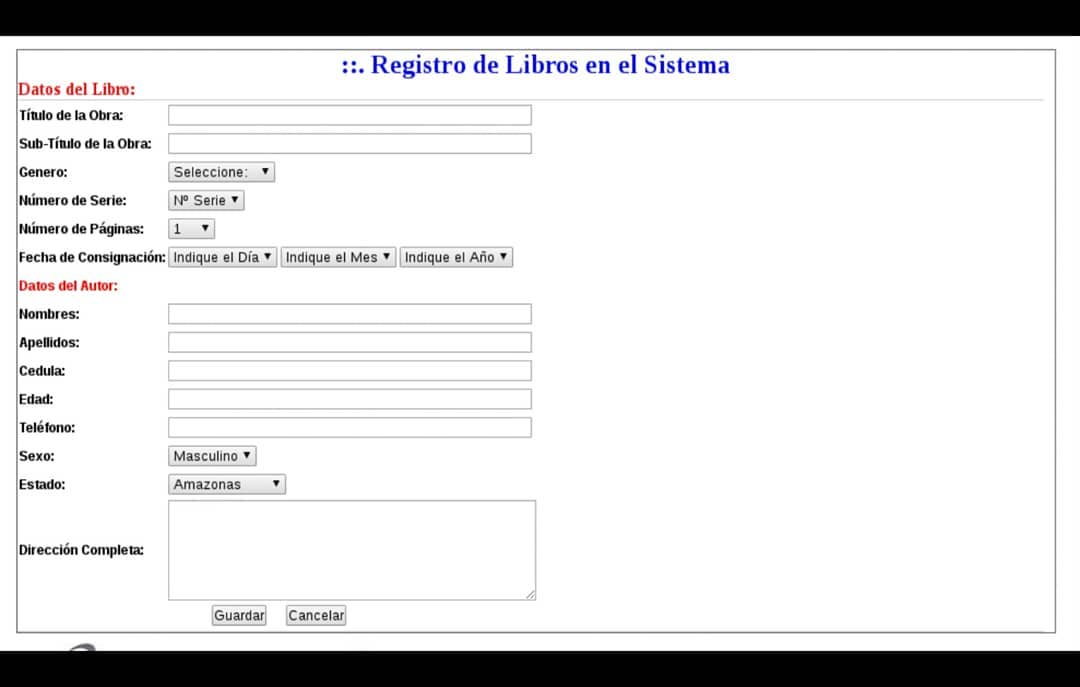 ::. Registro de Libros en el Sistema
Datos del Libro:
Título de la Obra:
Sub-Título de la Obra:
Genero: Seleccione:
Número de Serie: Nº Serie
Número de Páginas: 1
Fecha de Consignación: Indique el Día Indique el Mes Indique el Año
Datos del Autor:
Nombres:
Apellidos:
Cedula:
Edad:
Teléfono:
Sexo: Masculino
Estado: Amazonas
Dirección Completa:
Guardar Cancelar